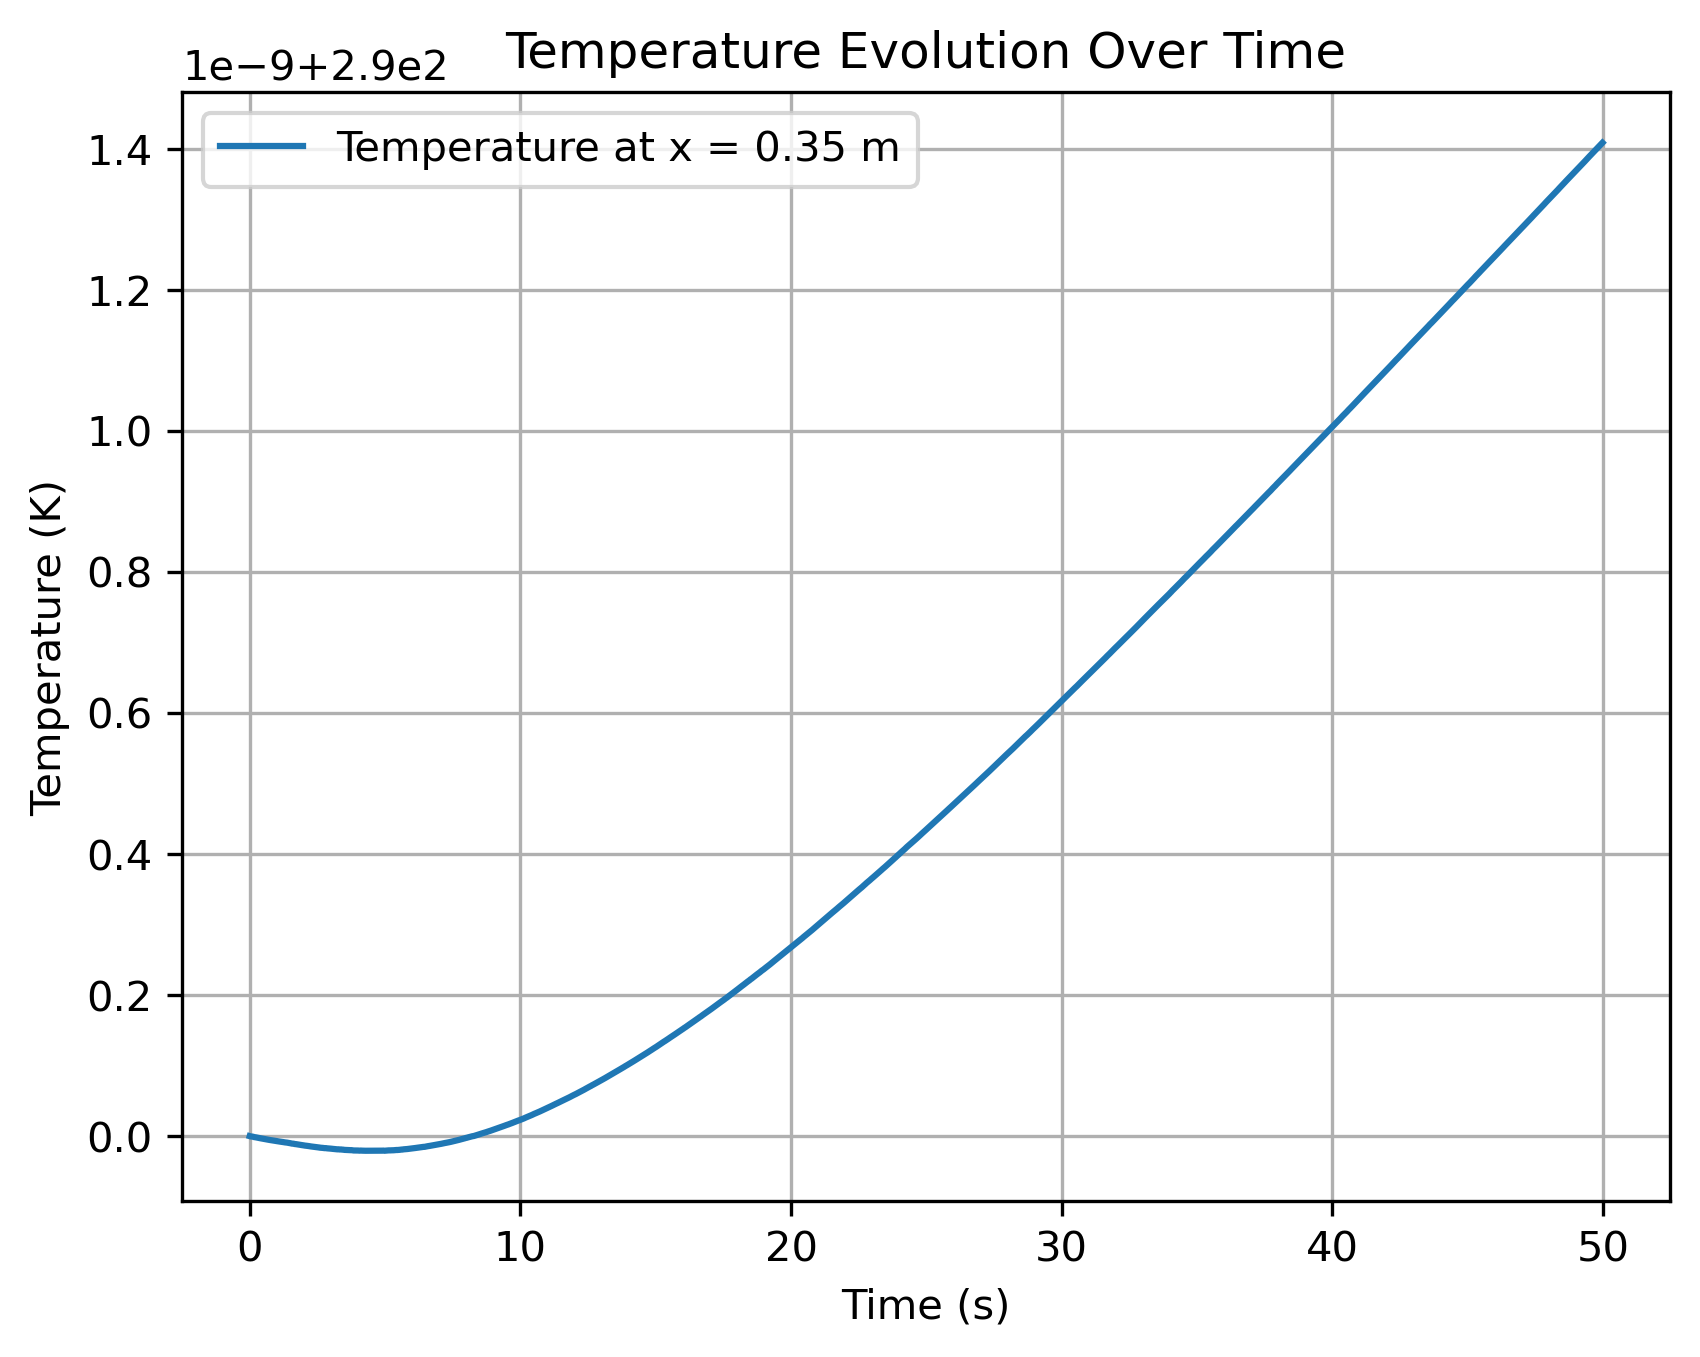 Temperature Evolution Over Time
1e−9+2.9e2
Temperature at x = 0.35 m
1.4
1.2
1.0
0.8
0.6
0.4
0.2
0.0
Temperature (K)
0 10 20 30 40 50
Time (s)